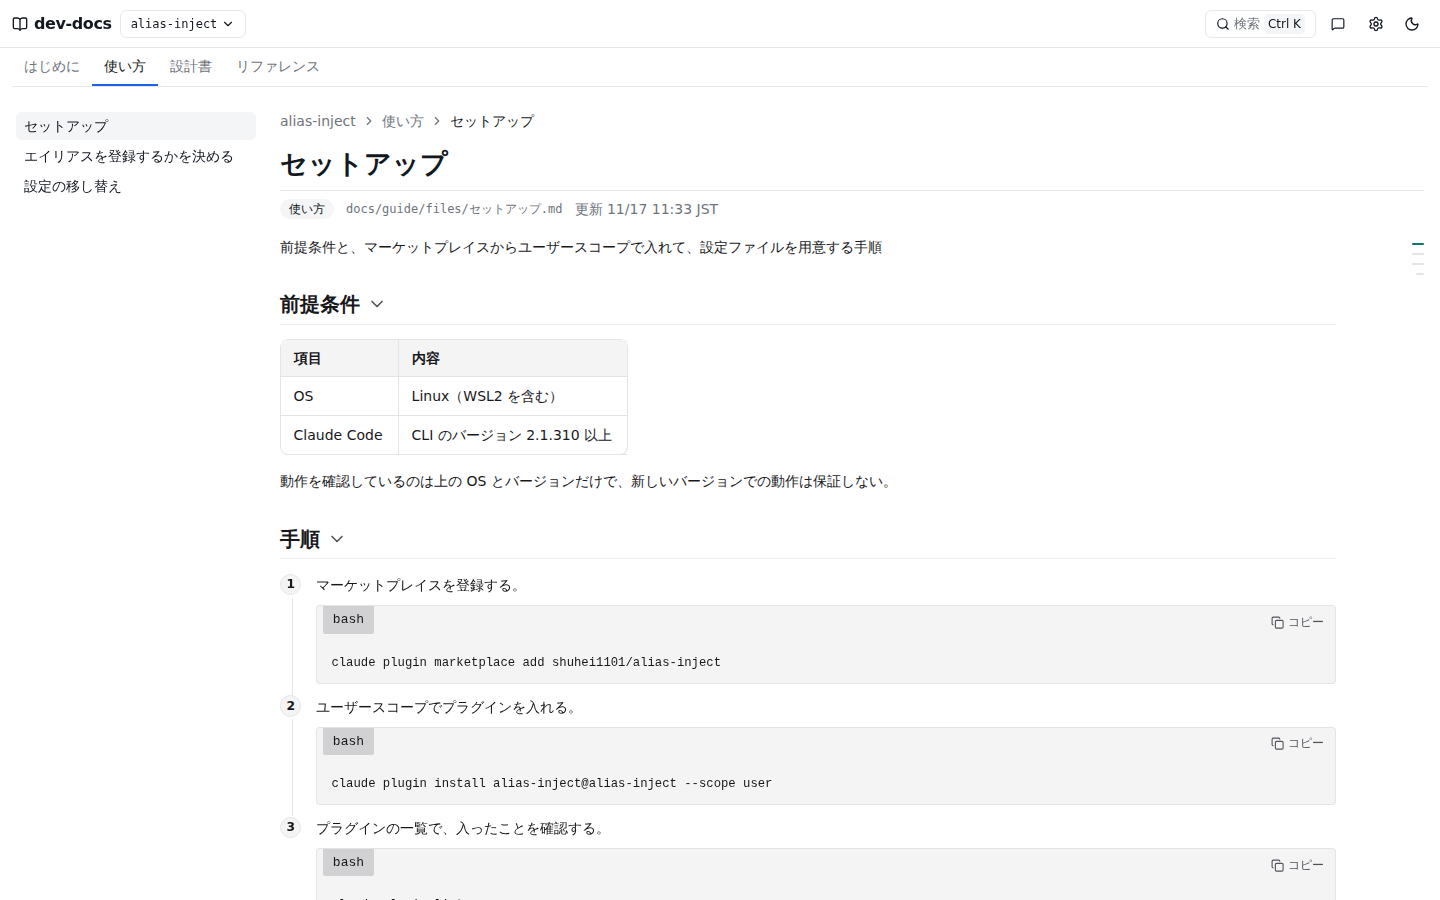 dev-docs
alias-inject
検索 Ctrl K
はじめに 使い方 設計書 リファレンス
セットアップ
エイリアスを登録するかを決める
設定の移し替え
alias-inject 使い方 セットアップ
セットアップ
使い方 docs/guide/files/セットアップ.md 更新 11/17 11:33 JST
前提条件と、マーケットプレイスからユーザースコープで入れて、設定ファイルを用意する手順
前提条件
項目 内容
OS Linux（WSL2 を含む）
Claude Code CLI のバージョン 2.1.310 以上
動作を確認しているのは上の OS とバージョンだけで、新しいバージョンでの動作は保証しない。
手順
1 マーケットプレイスを登録する。
bash コピー
claude plugin marketplace add shuhei1101/alias-inject
2 ユーザースコープでプラグインを入れる。
bash コピー
claude plugin install alias-inject@alias-inject --scope user
3 プラグインの一覧で、入ったことを確認する。
bash コピー